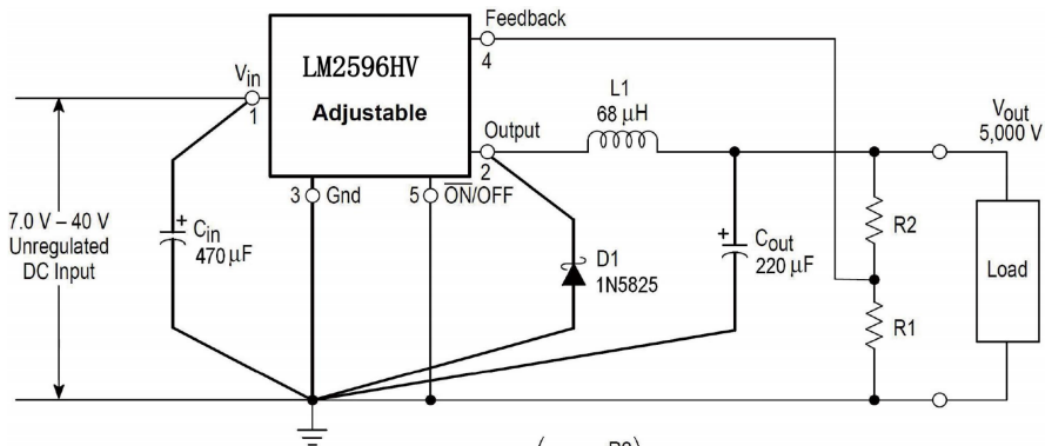 Feedback
4
LM2596HV
Adjustable
Vin
1
Output
2
L1
68 µH
Vout
5,000 V
3 Gnd
5 ON/OFF
7.0 V – 40 V
Unregulated
DC Input
+
Cin
470 µF
D1
1N5825
+
Cout
220 µF
R2
R1
Load